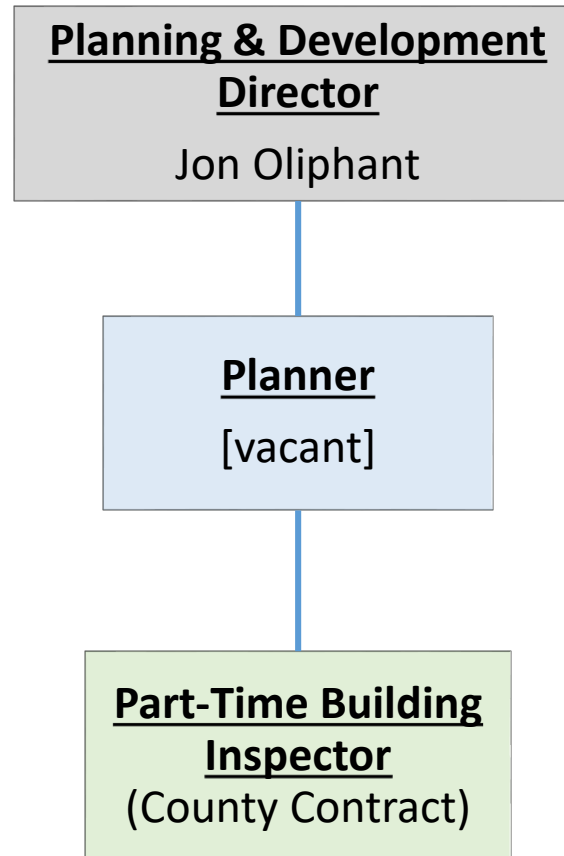 Planning & Development
Director
Jon Oliphant
Planner
[vacant]
Part-Time Building
Inspector
(County Contract)